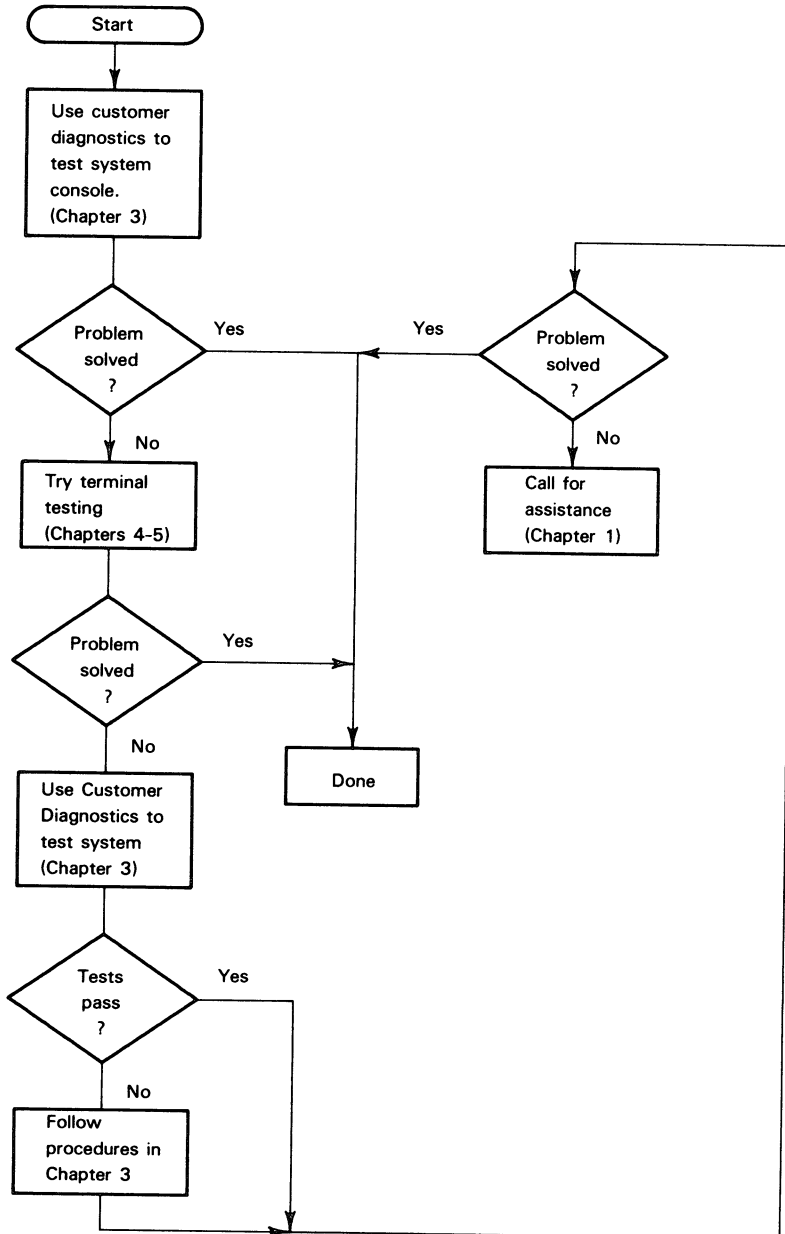 Start
Use customer
diagnostics to
test system
console.
(Chapter 3)
Problem
solved
?
Yes
No
Try terminal
testing
(Chapters 4-5)
Problem
solved
?
Yes
No
Use Customer
Diagnostics to
test system
(Chapter 3)
Tests
pass
?
Yes
No
Follow
procedures in
Chapter 3
Problem
solved
?
Yes
No
Call for
assistance
(Chapter 1)
Done